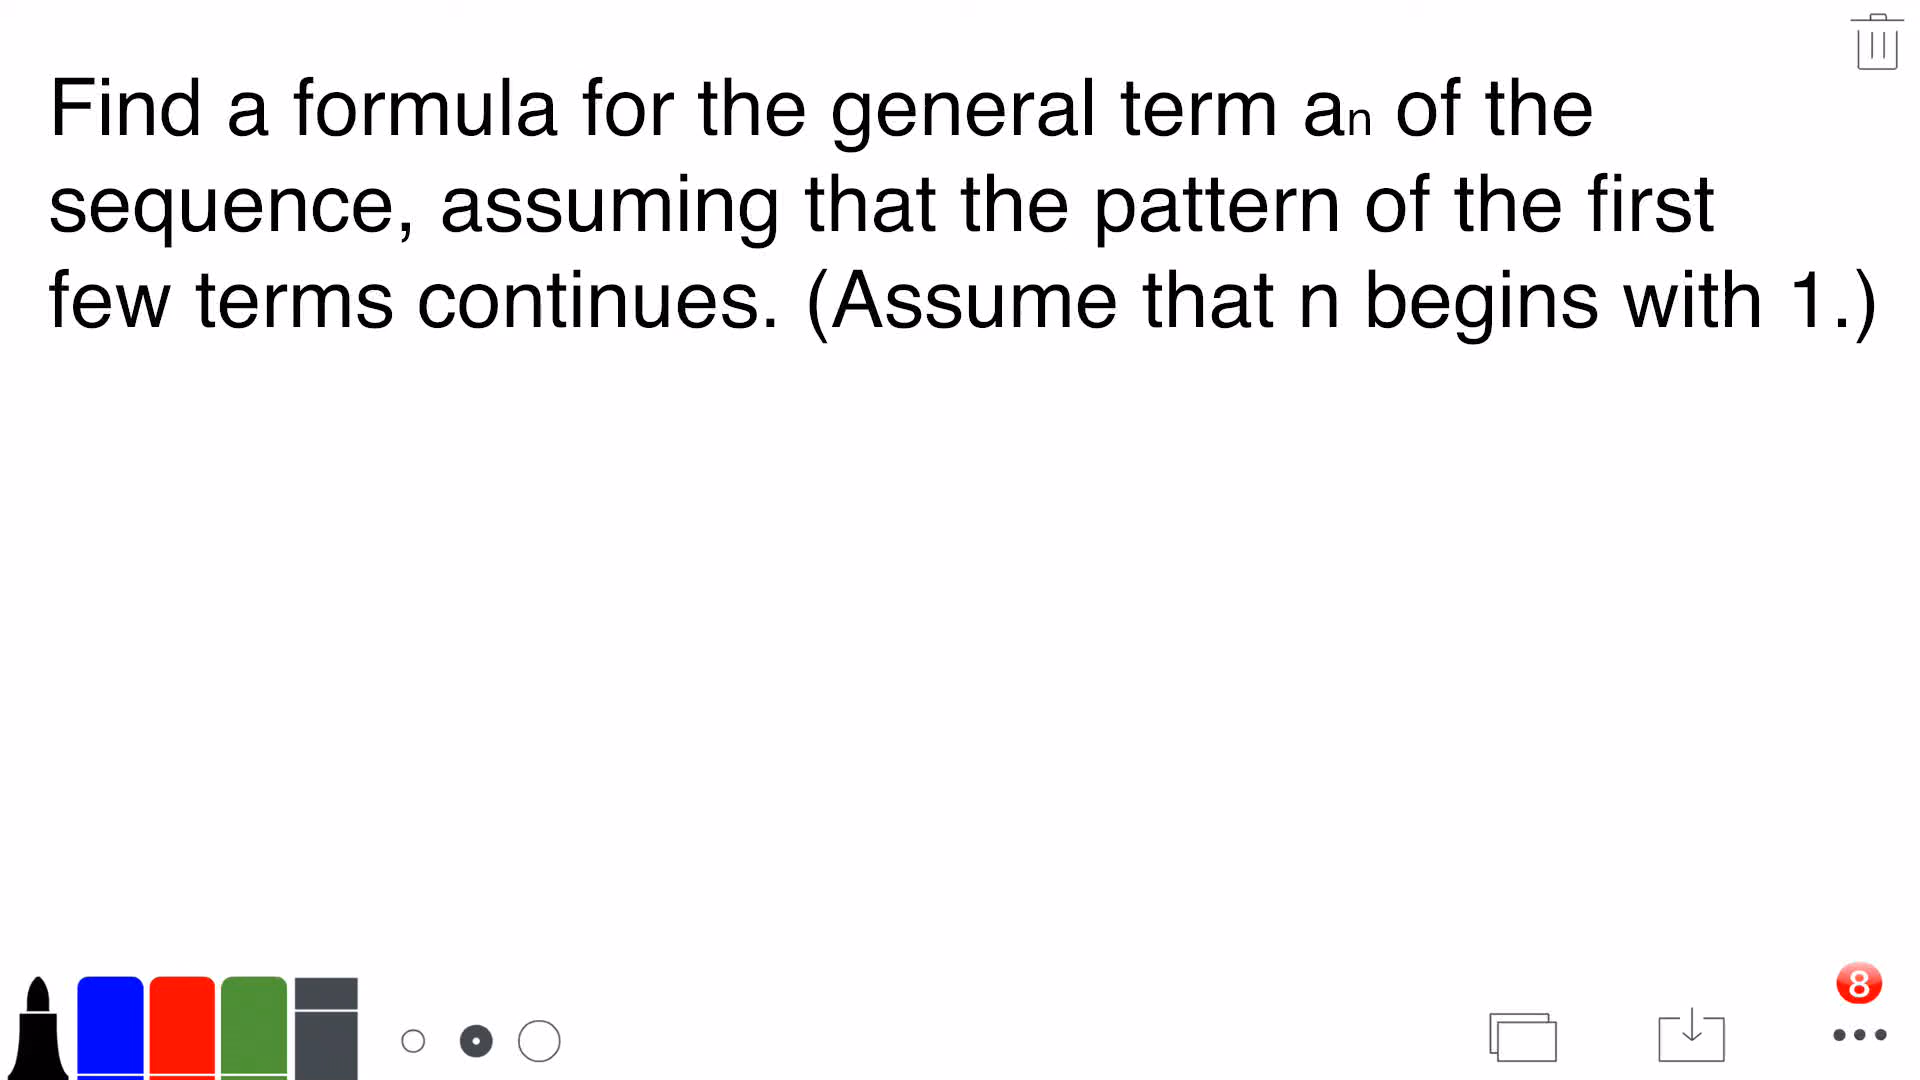 Find a formula for the general term an of the
sequence, assuming that the pattern of the first
few terms continues. (Assume that n begins with 1.)
8